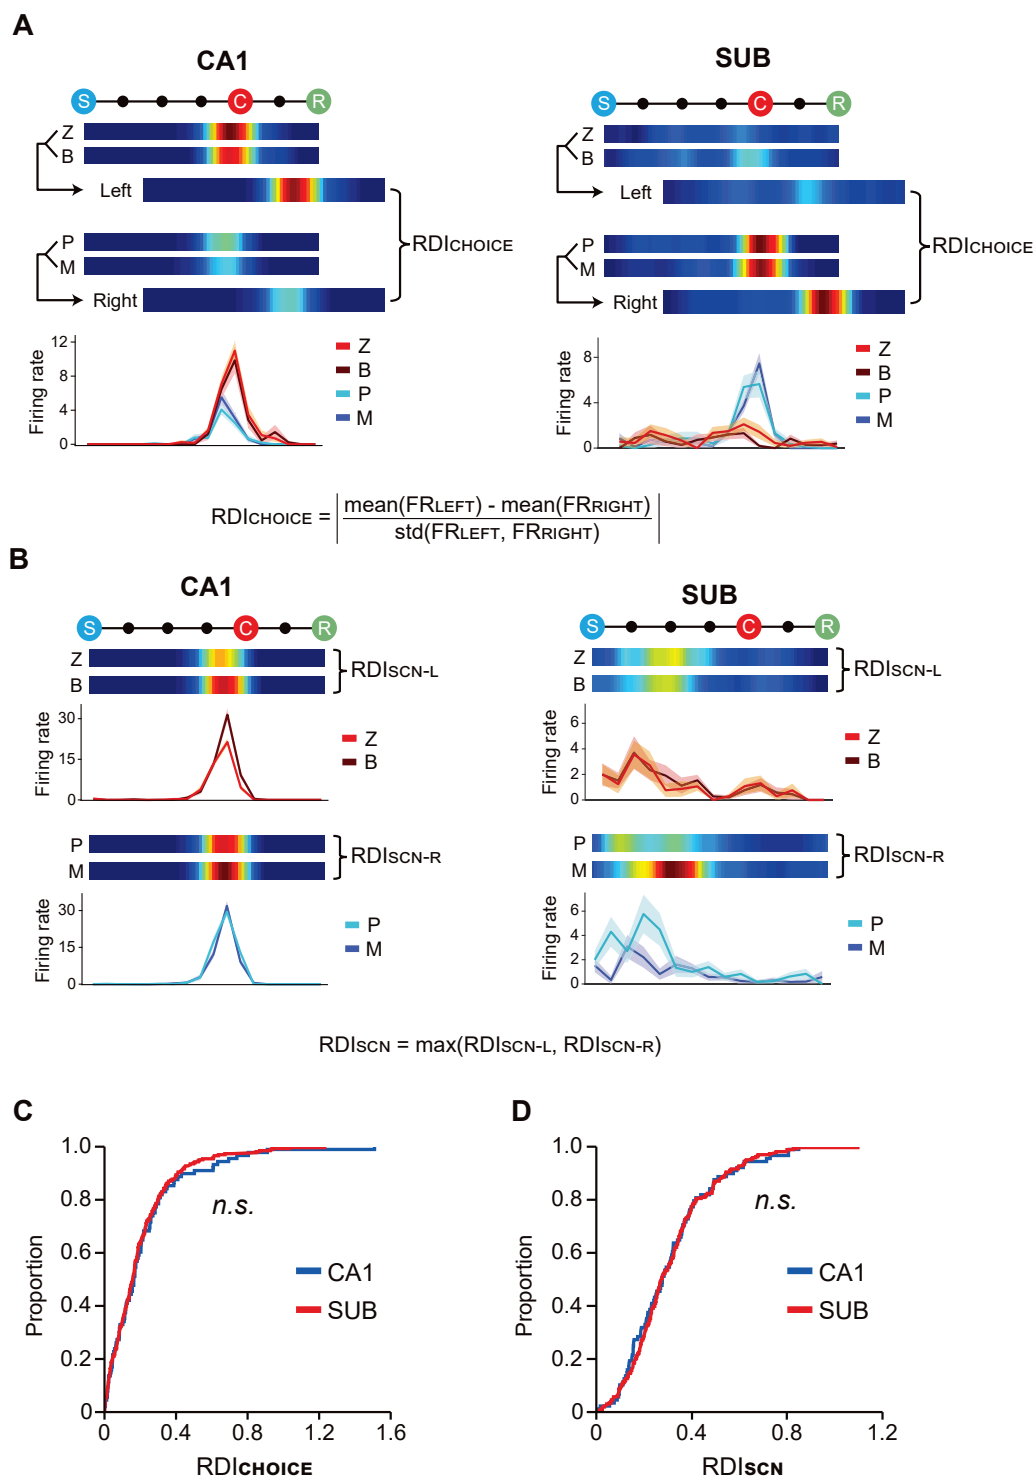 A
CA1
SUB
S C R
S C R
Z
B
Left
P
M
Right
RDICHOICE
Z
B
Left
P
M
Right
RDICHOICE
Firing rate
12
8
4
0
Z
B
P
M
Firing rate
8
4
0
Z
B
P
M
RDICHOICE = | mean(FRLEFT) - mean(FRRIGHT) |
std(FRLEFT, FRRIGHT)
B
CA1
SUB
S C R
S C R
Z
B
RDISCN-L
Z
B
RDISCN-L
Firing rate
30
15
0
Z
B
Firing rate
6
4
2
0
Z
B
P
M
RDISCN-R
P
M
RDISCN-R
Firing rate
30
15
0
P
M
Firing rate
6
4
2
0
P
M
RDISCN = max(RDISCN-L, RDISCN-R)
C
Proportion
1.0
0.8
0.6
0.4
0.2
0
n.s.
CA1
SUB
0 0.4 0.8 1.2 1.6
RDICHOICE
D
Proportion
1.0
0.8
0.6
0.4
0.2
0
n.s.
CA1
SUB
0 0.4 0.8 1.2
RDISCN